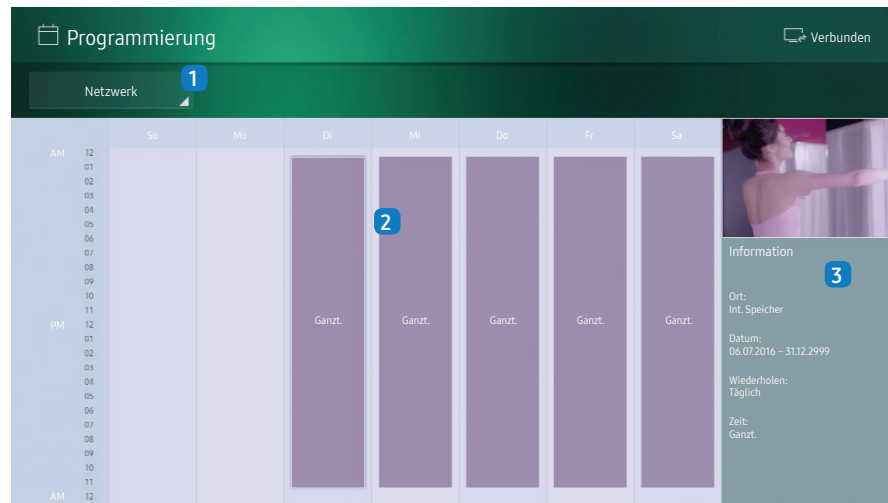 Programmierung
Verbunden
Netzwerk
1
So Mo Di Mi Do Fr Sa
AM 12
01
02
03
04
05
06
07
08
09
10
11
PM 12
01
02
03
04
05
06
07
08
09
10
11
AM 12
2
Ganzt. Ganzt. Ganzt. Ganzt. Ganzt.
Information
3
Ort:
Int. Speicher
Datum:
06.07.2016 – 31.12.2999
Wiederholen:
Täglich
Zeit:
Ganzt.